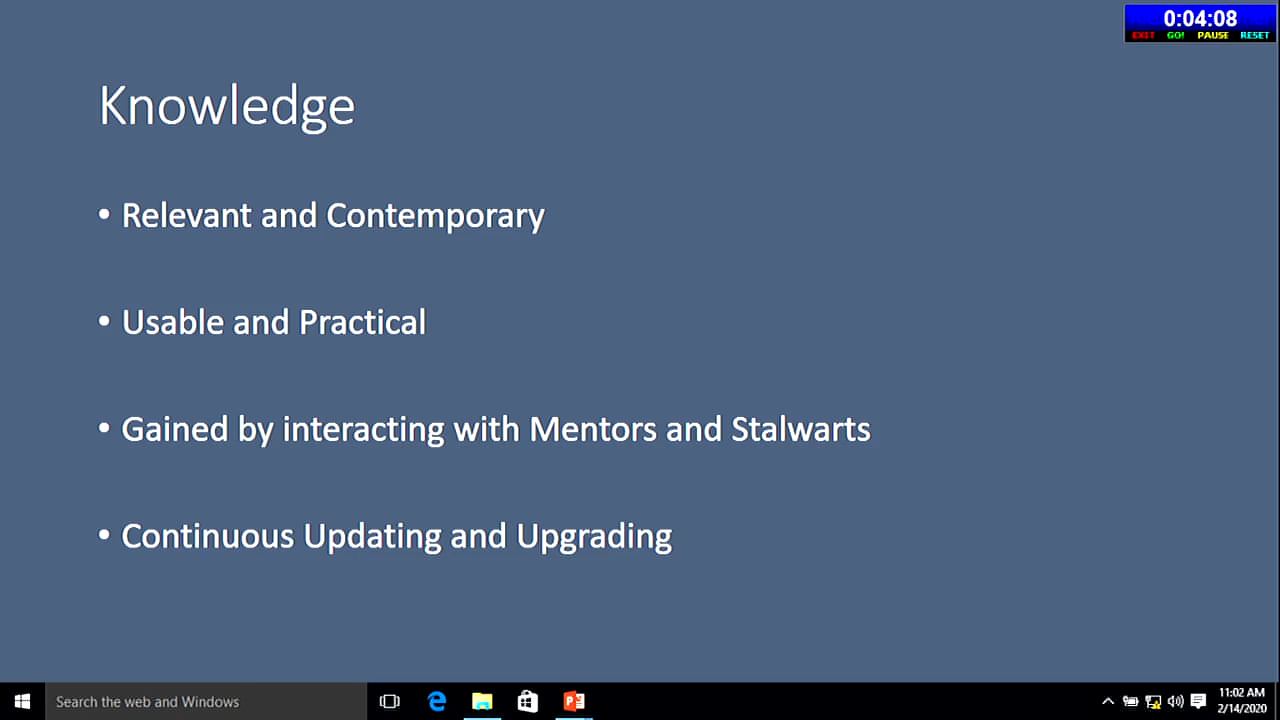 0:04:08
EXIT GO! PAUSE RESET
Knowledge
• Relevant and Contemporary
• Usable and Practical
• Gained by interacting with Mentors and Stalwarts
• Continuous Updating and Upgrading
Search the web and Windows
11:02 AM
2/14/2020